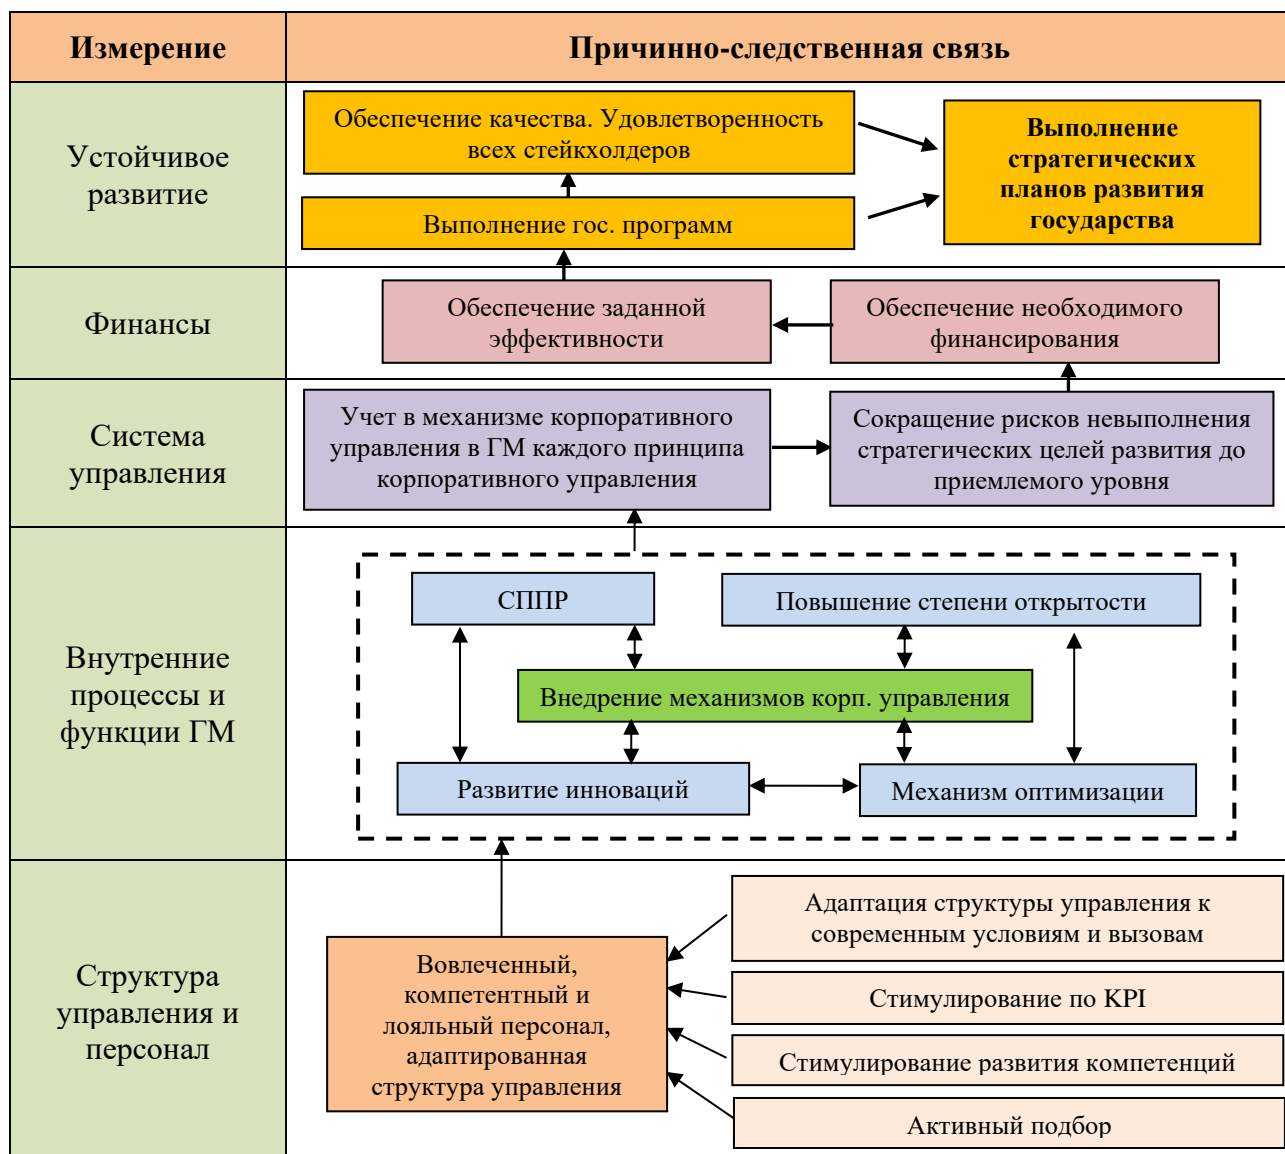 Измерение
Причинно-следственная связь
Устойчивое
развитие
Обеспечение качества. Удовлетворенность
всех стейкхолдеров
Выполнение гос. программ
Выполнение
стратегических
планов развития
государства
Финансы
Обеспечение заданной
эффективности
Обеспечение необходимого
финансирования
Система
управления
Учет в механизме корпоративного
управления в ГМ каждого принципа
корпоративного управления
Сокращение рисков невыполнения
стратегических целей развития до
приемлемого уровня
Внутренние
процессы и
функции ГМ
СППР
Повышение степени открытости
Внедрение механизмов корп. управления
Развитие инноваций
Механизм оптимизации
Структура
управления и
персонал
Вовлеченный,
компетентный и
лояльный персонал,
адаптированная
структура управления
Адаптация структуры управления к
современным условиям и вызовам
Стимулирование по KPI
Стимулирование развития компетенций
Активный подбор